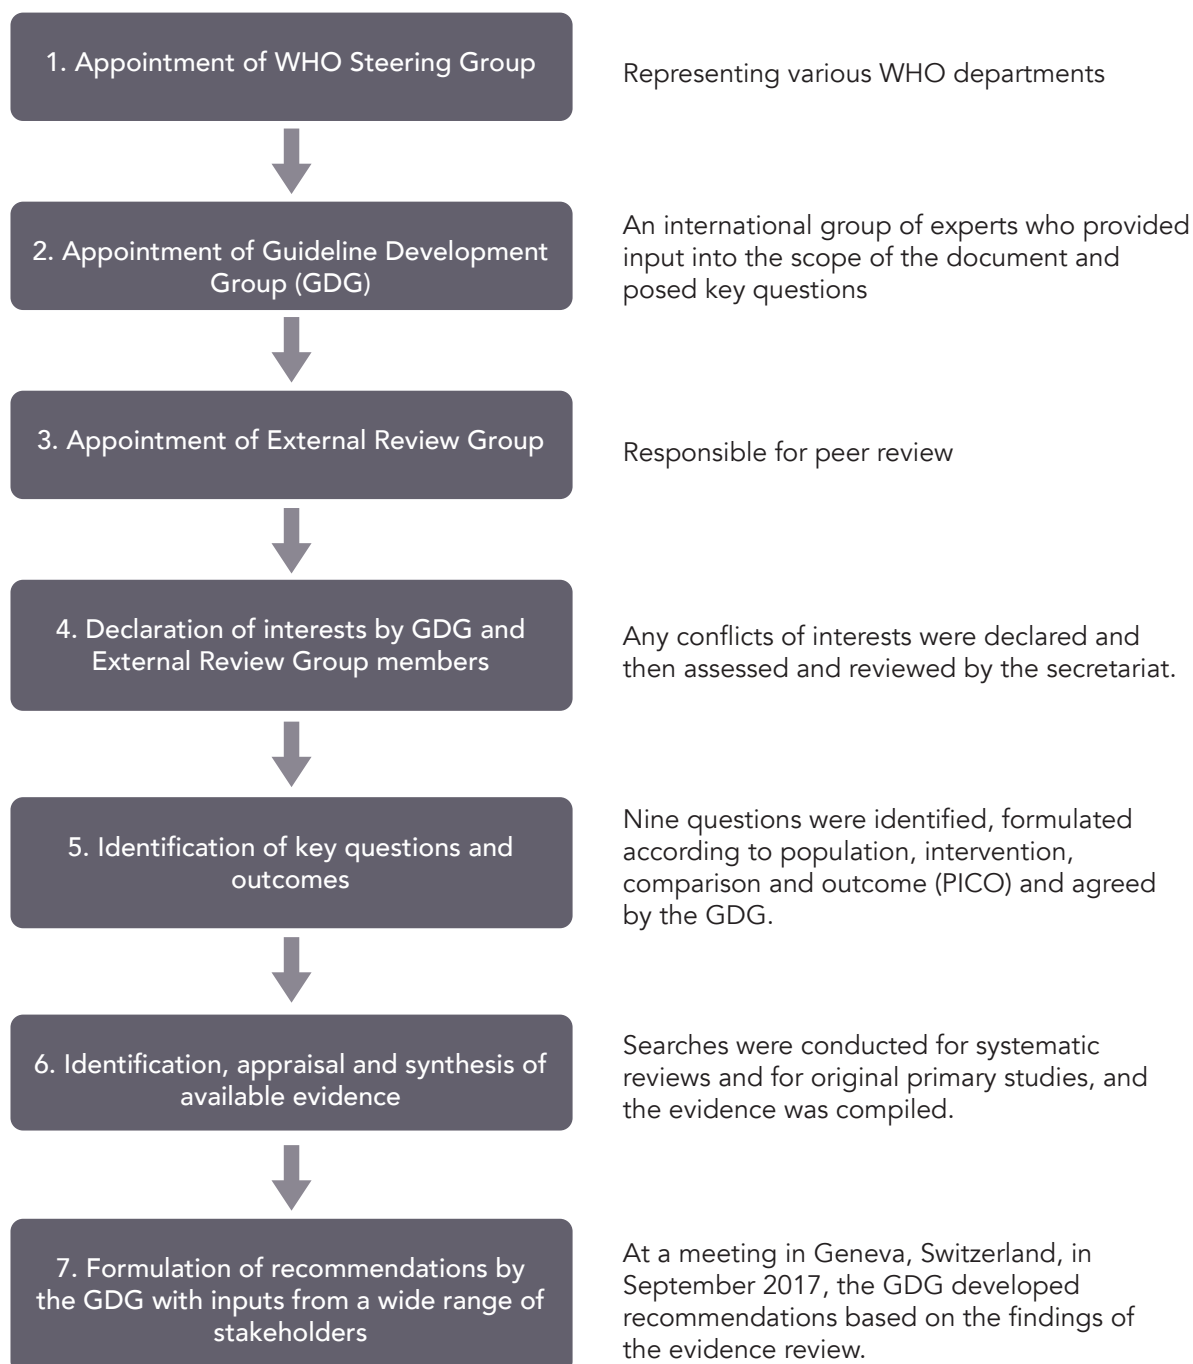 1. Appointment of WHO Steering Group
Representing various WHO departments
2. Appointment of Guideline Development
Group (GDG)
An international group of experts who provided
input into the scope of the document and
posed key questions
3. Appointment of External Review Group
Responsible for peer review
4. Declaration of interests by GDG and
External Review Group members
Any conflicts of interests were declared and
then assessed and reviewed by the secretariat.
5. Identification of key questions and
outcomes
Nine questions were identified, formulated
according to population, intervention,
comparison and outcome (PICO) and agreed
by the GDG.
6. Identification, appraisal and synthesis of
available evidence
Searches were conducted for systematic
reviews and for original primary studies, and
the evidence was compiled.
7. Formulation of recommendations by
the GDG with inputs from a wide range of
stakeholders
At a meeting in Geneva, Switzerland, in
September 2017, the GDG developed
recommendations based on the findings of
the evidence review.